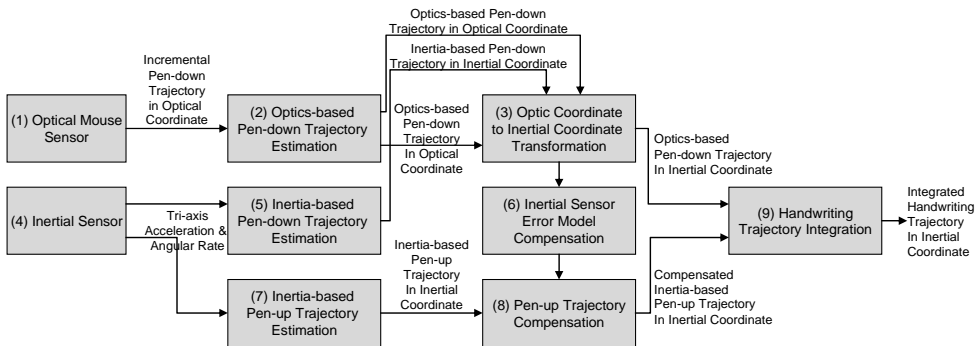 Optics-based Pen-down
Trajectory in Optical Coordinate
Inertia-based Pen-down
Trajectory in Inertial Coordinate
Incremental
Pen-down
Trajectory
in Optical
Coordinate
(1) Optical Mouse
Sensor
(2) Optics-based
Pen-down Trajectory
Estimation
Optics-based
Pen-down
Trajectory
In Optical
Coordinate
(3) Optic Coordinate
to Inertial Coordinate
Transformation
Optics-based
Pen-down Trajectory
In Inertial Coordinate
(4) Inertial Sensor
Tri-axis
Acceleration &
Angular Rate
(5) Inertia-based
Pen-down Trajectory
Estimation
(6) Inertial Sensor
Error Model
Compensation
(9) Handwriting
Trajectory Integration
Integrated
Handwriting
Trajectory
In Inertial
Coordinate
Inertia-based
Pen-up
Trajectory
In Inertial
Coordinate
(7) Inertia-based
Pen-up Trajectory
Estimation
(8) Pen-up Trajectory
Compensation
Compensated
Inertia-based
Pen-up Trajectory
In Inertial Coordinate